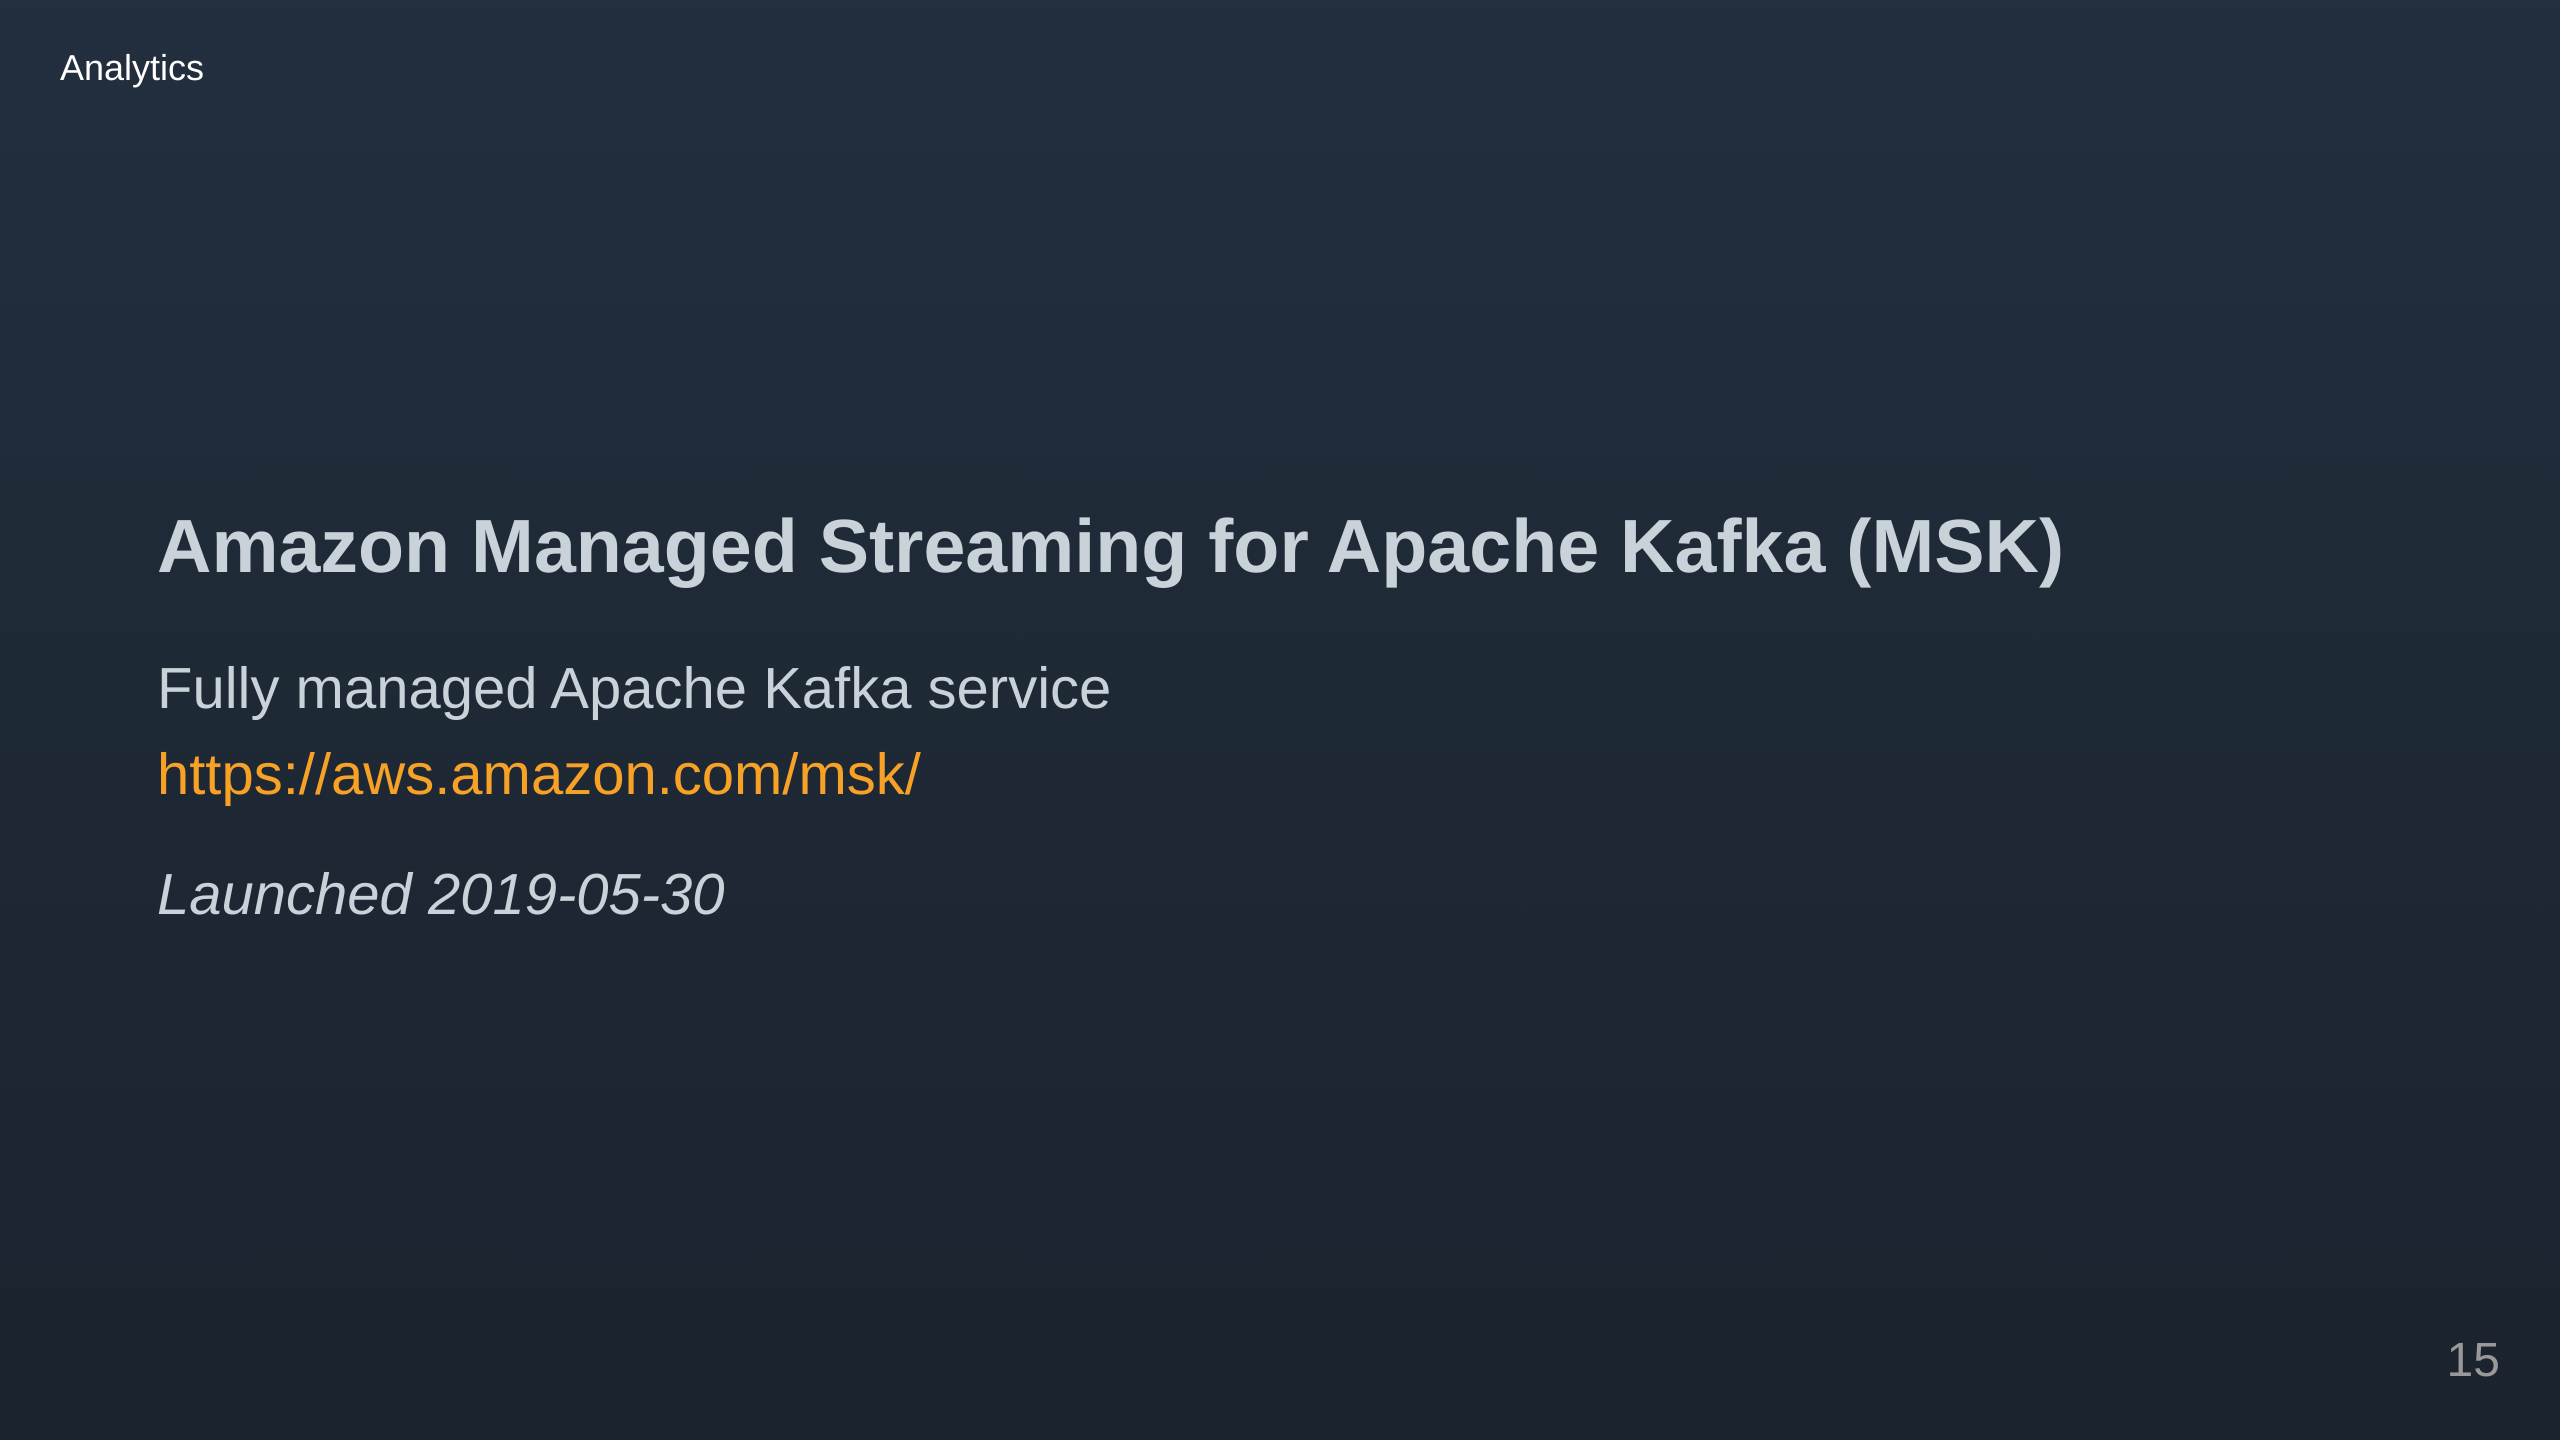 Analytics
Amazon Managed Streaming for Apache Kafka (MSK)
Fully managed Apache Kafka service
https://aws.amazon.com/msk/
Launched 2019-05-30
15